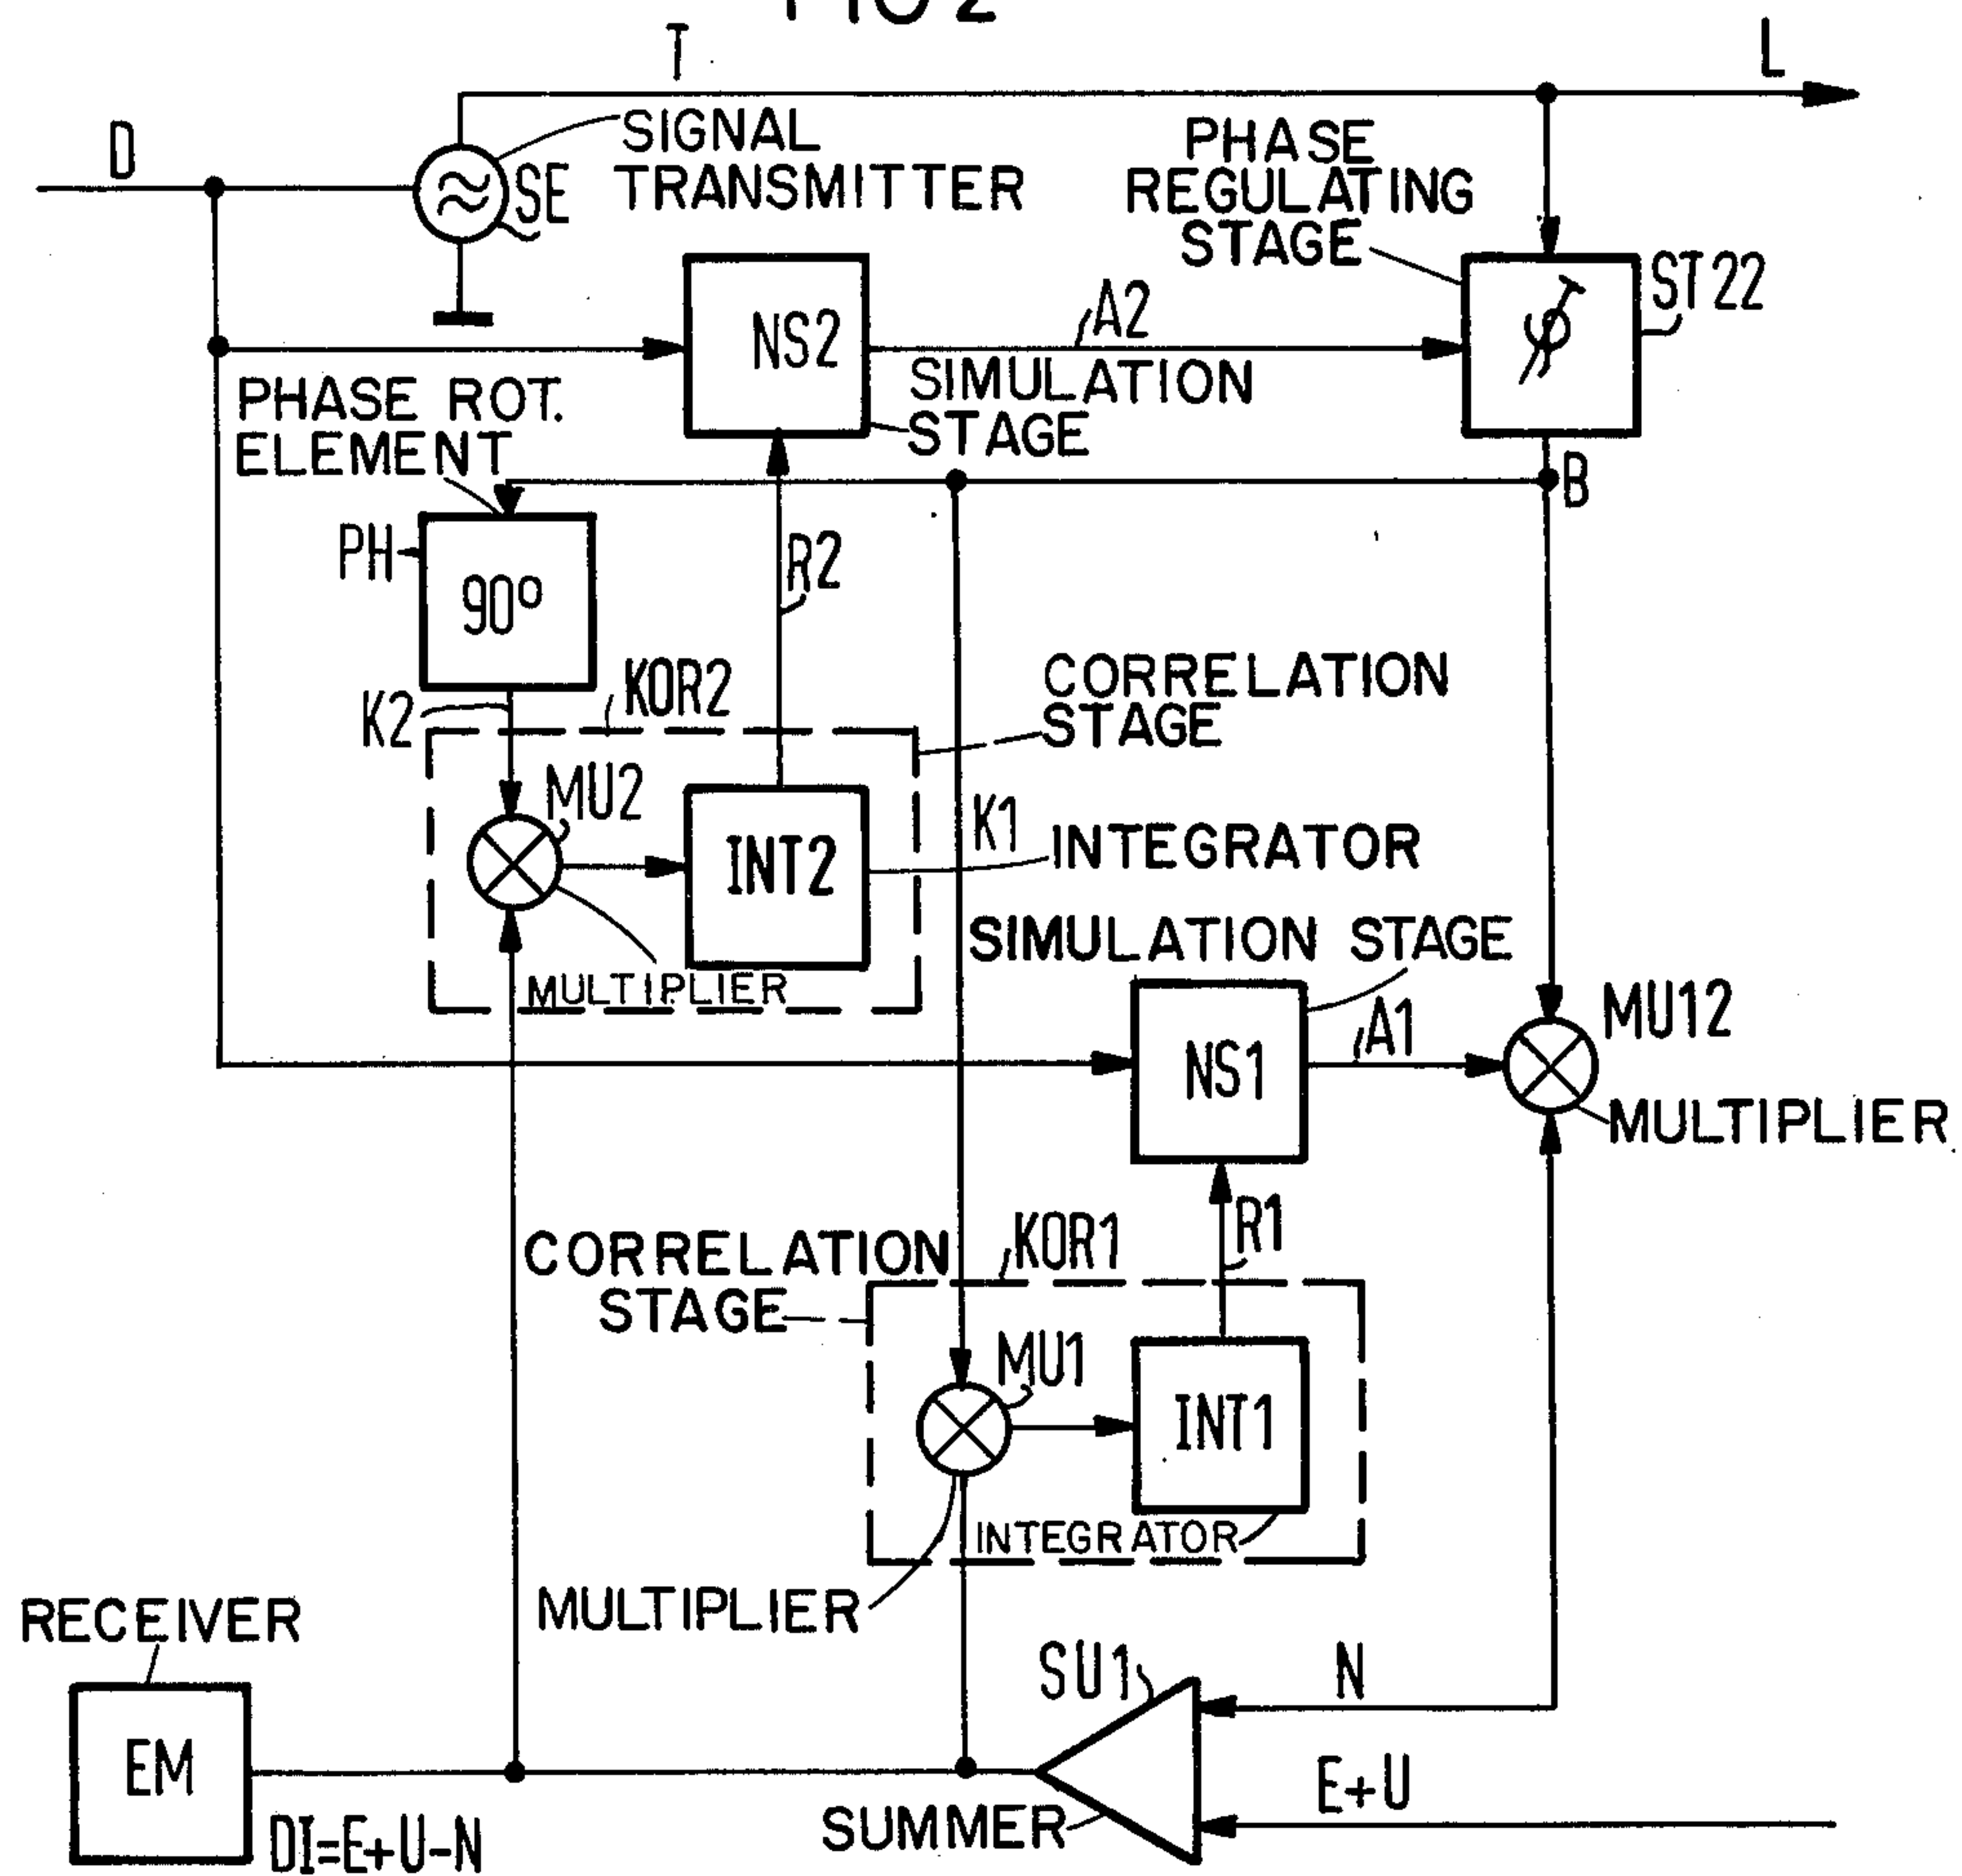 FIG 2
T
L
D
SIGNAL
TRANSMITTER
SE
PHASE
REGULATING
STAGE
ST22
φ
NS2
A2
SIMULATION
STAGE
PHASE ROT.
ELEMENT
B
PH
90°
R2
K2
KOR2
CORRELATION
STAGE
MU2
INT2
K1
INTEGRATOR
MULTIPLIER
SIMULATION STAGE
NS1
A1
MU12
MULTIPLIER
R1
CORRELATION
STAGE
KOR1
MU1
INT1
INTEGRATOR
MULTIPLIER
RECEIVER
EM
SU1
N
E+U
SUMMER
DI=E+U-N